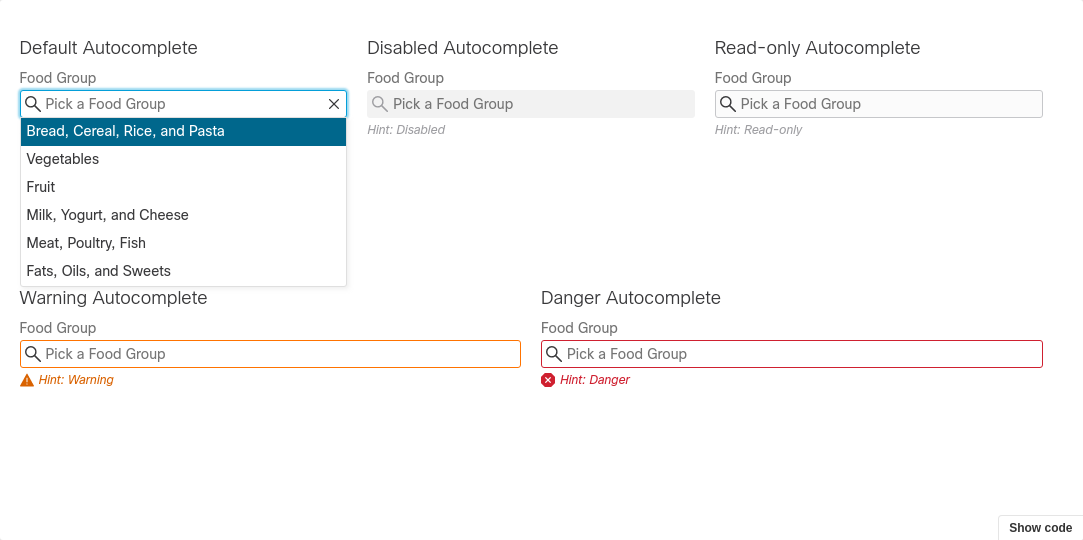 Default Autocomplete
Food Group
Pick a Food Group
Bread, Cereal, Rice, and Pasta
Vegetables
Fruit
Milk, Yogurt, and Cheese
Meat, Poultry, Fish
Fats, Oils, and Sweets
Disabled Autocomplete
Food Group
Pick a Food Group
Hint: Disabled
Read-only Autocomplete
Food Group
Pick a Food Group
Hint: Read-only
Warning Autocomplete
Food Group
Pick a Food Group
Hint: Warning
Danger Autocomplete
Food Group
Pick a Food Group
Hint: Danger
Show code